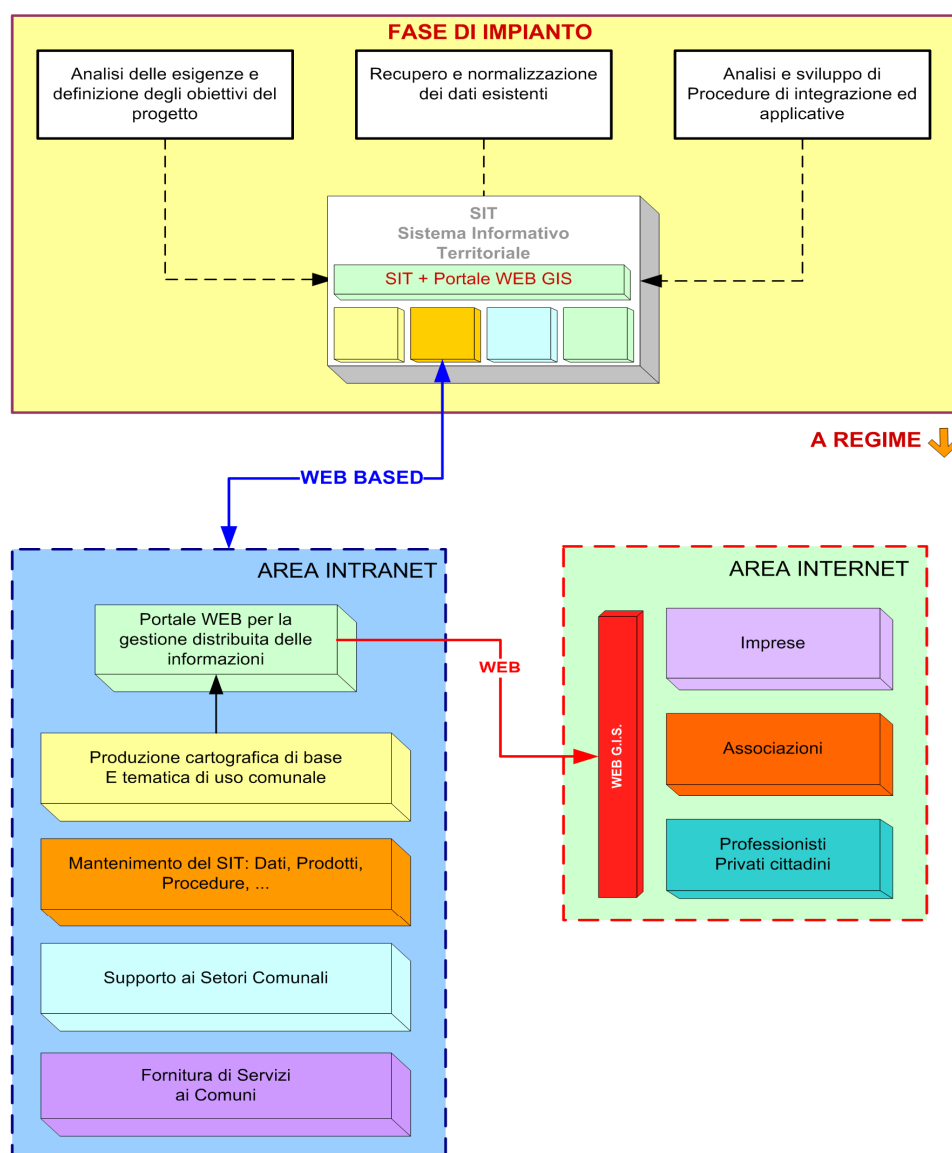 FASE DI IMPIANTO
Analisi delle esigenze e
definizione degli obiettivi del
progetto
Recupero e normalizzazione
dei dati esistenti
Analisi e sviluppo di
Procedure di integrazione ed
applicative
SIT
Sistema Informativo
Territoriale
SIT + Portale WEB GIS
A REGIME
WEB BASED
AREA INTRANET
Portale WEB per la
gestione distribuita delle
informazioni
Produzione cartografica di base
E tematica di uso comunale
Mantenimento del SIT: Dati, Prodotti,
Procedure, ...
Supporto ai Setori Comunali
Fornitura di Servizi
ai Comuni
WEB
AREA INTERNET
WEB G.I.S.
Imprese
Associazioni
Professionisti
Privati cittadini